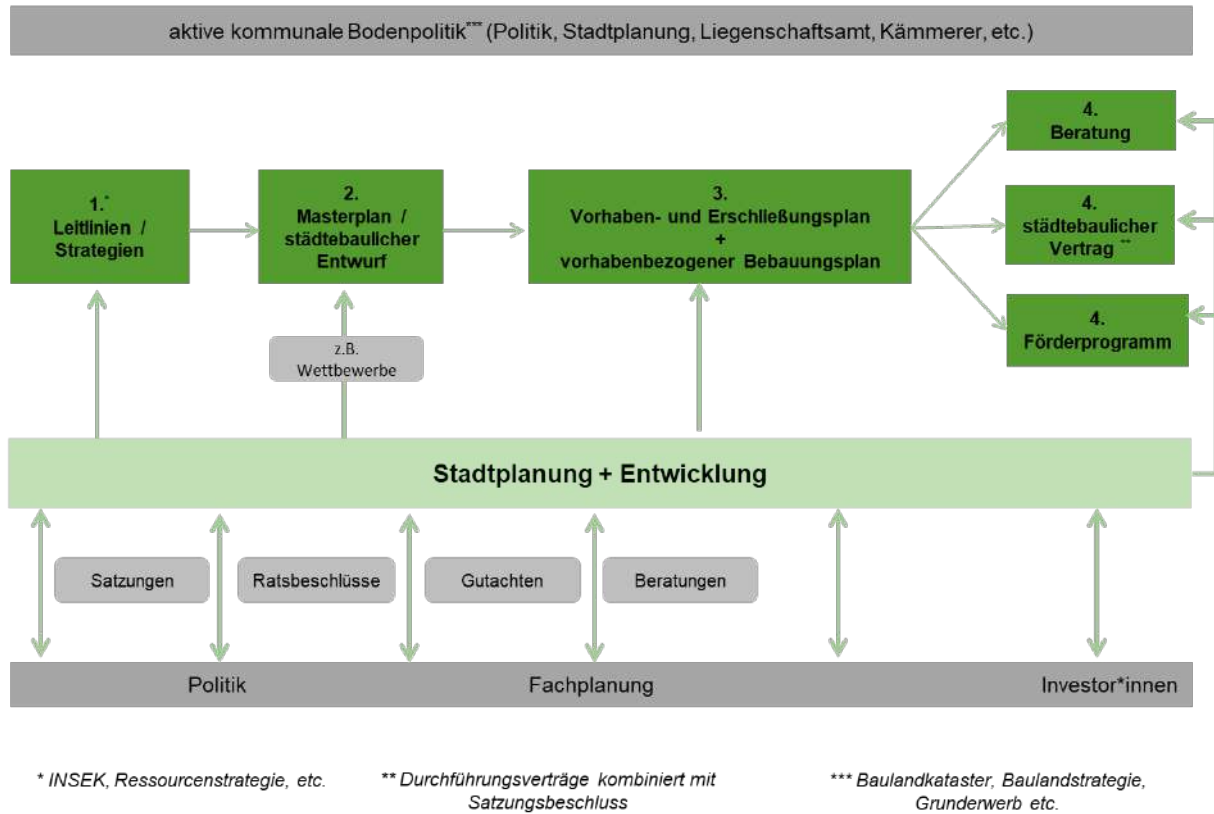 aktive kommunale Bodenpolitik*** (Politik, Stadtplanung, Liegenschaftsamt, Kämmerer, etc.)
1.*
Leitlinien /
Strategien
2.
Masterplan /
städtebaulicher
Entwurf
3.
Vorhaben- und Erschließungsplan
+
vorhabenbezogener Bebauungsplan
4.
Beratung
4.
städtebaulicher
Vertrag **
4.
Förderprogramm
z.B.
Wettbewerbe
Stadtplanung + Entwicklung
Satzungen
Ratsbeschlüsse
Gutachten
Beratungen
Politik
Fachplanung
Investor*innen
* INSEK, Ressourcenstrategie, etc.
** Durchführungsverträge kombiniert mit
Satzungsbeschluss
*** Baulandkataster, Baulandstrategie,
Grunderwerb etc.